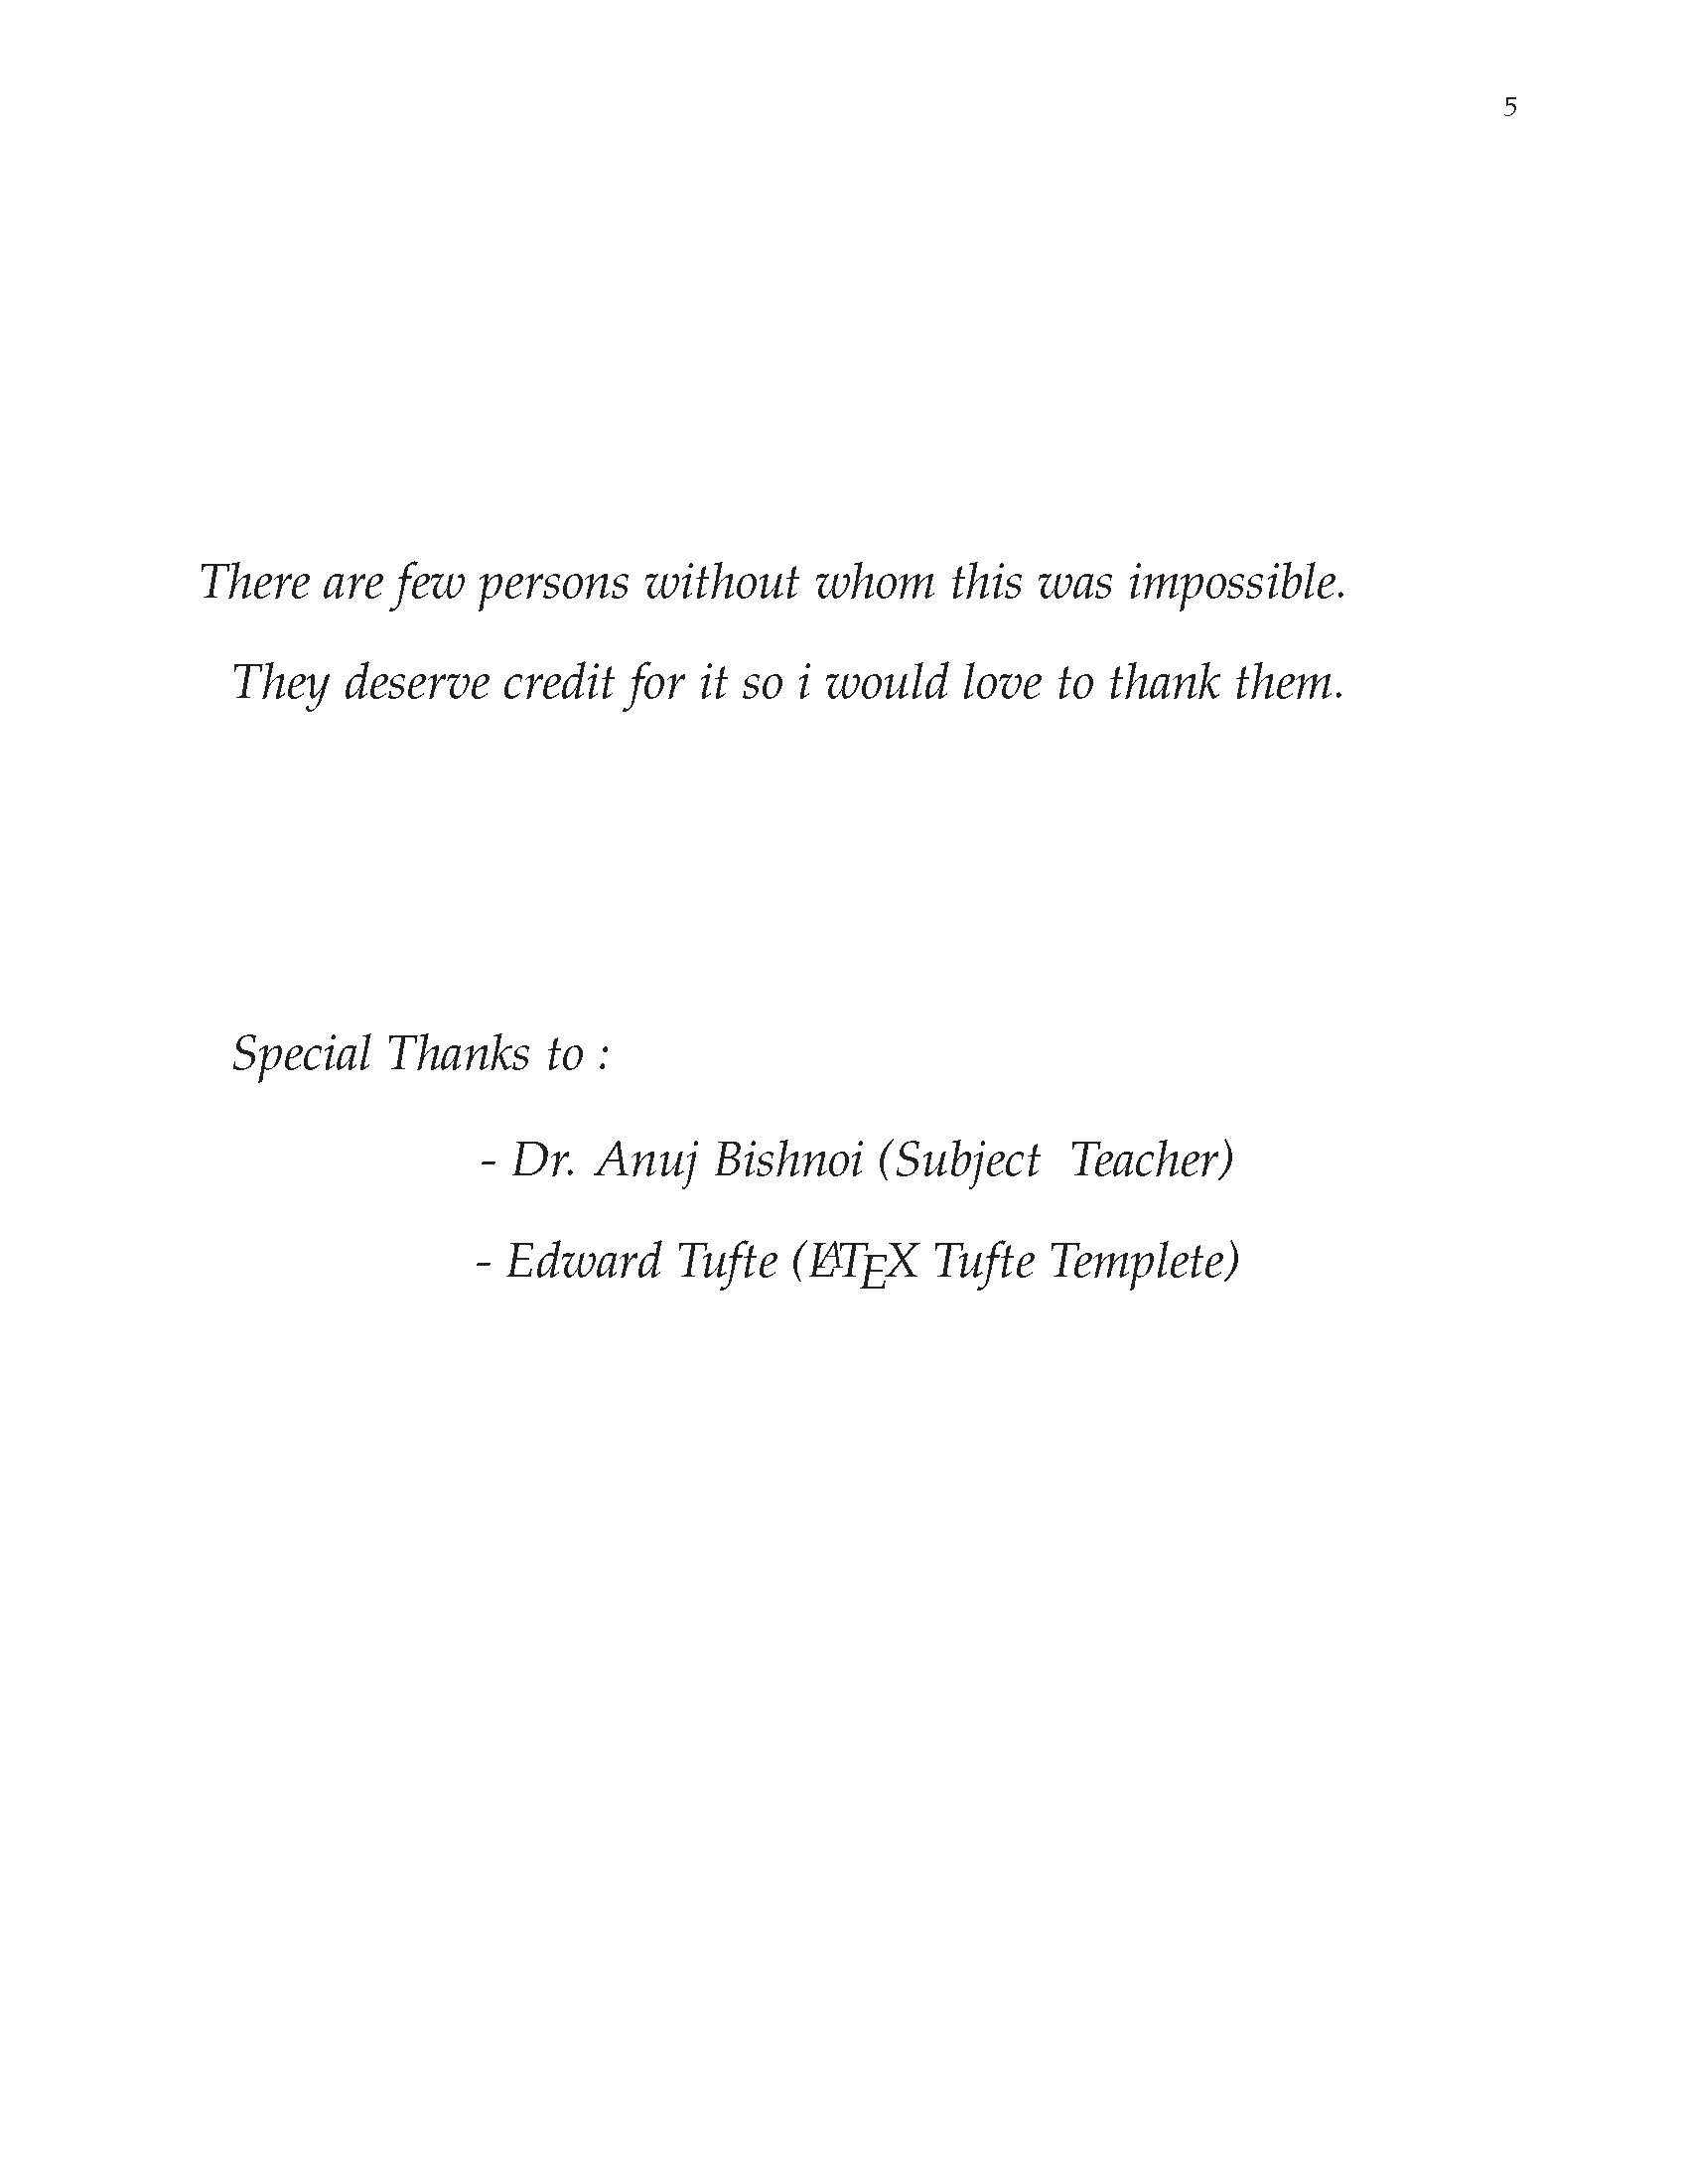 5
There are few persons without whom this was impossible.
They deserve credit for it so i would love to thank them.
Special Thanks to :
- Dr. Anuj Bishnoi (Subject Teacher)
- Edward Tufte (LATEX Tufte Templete)